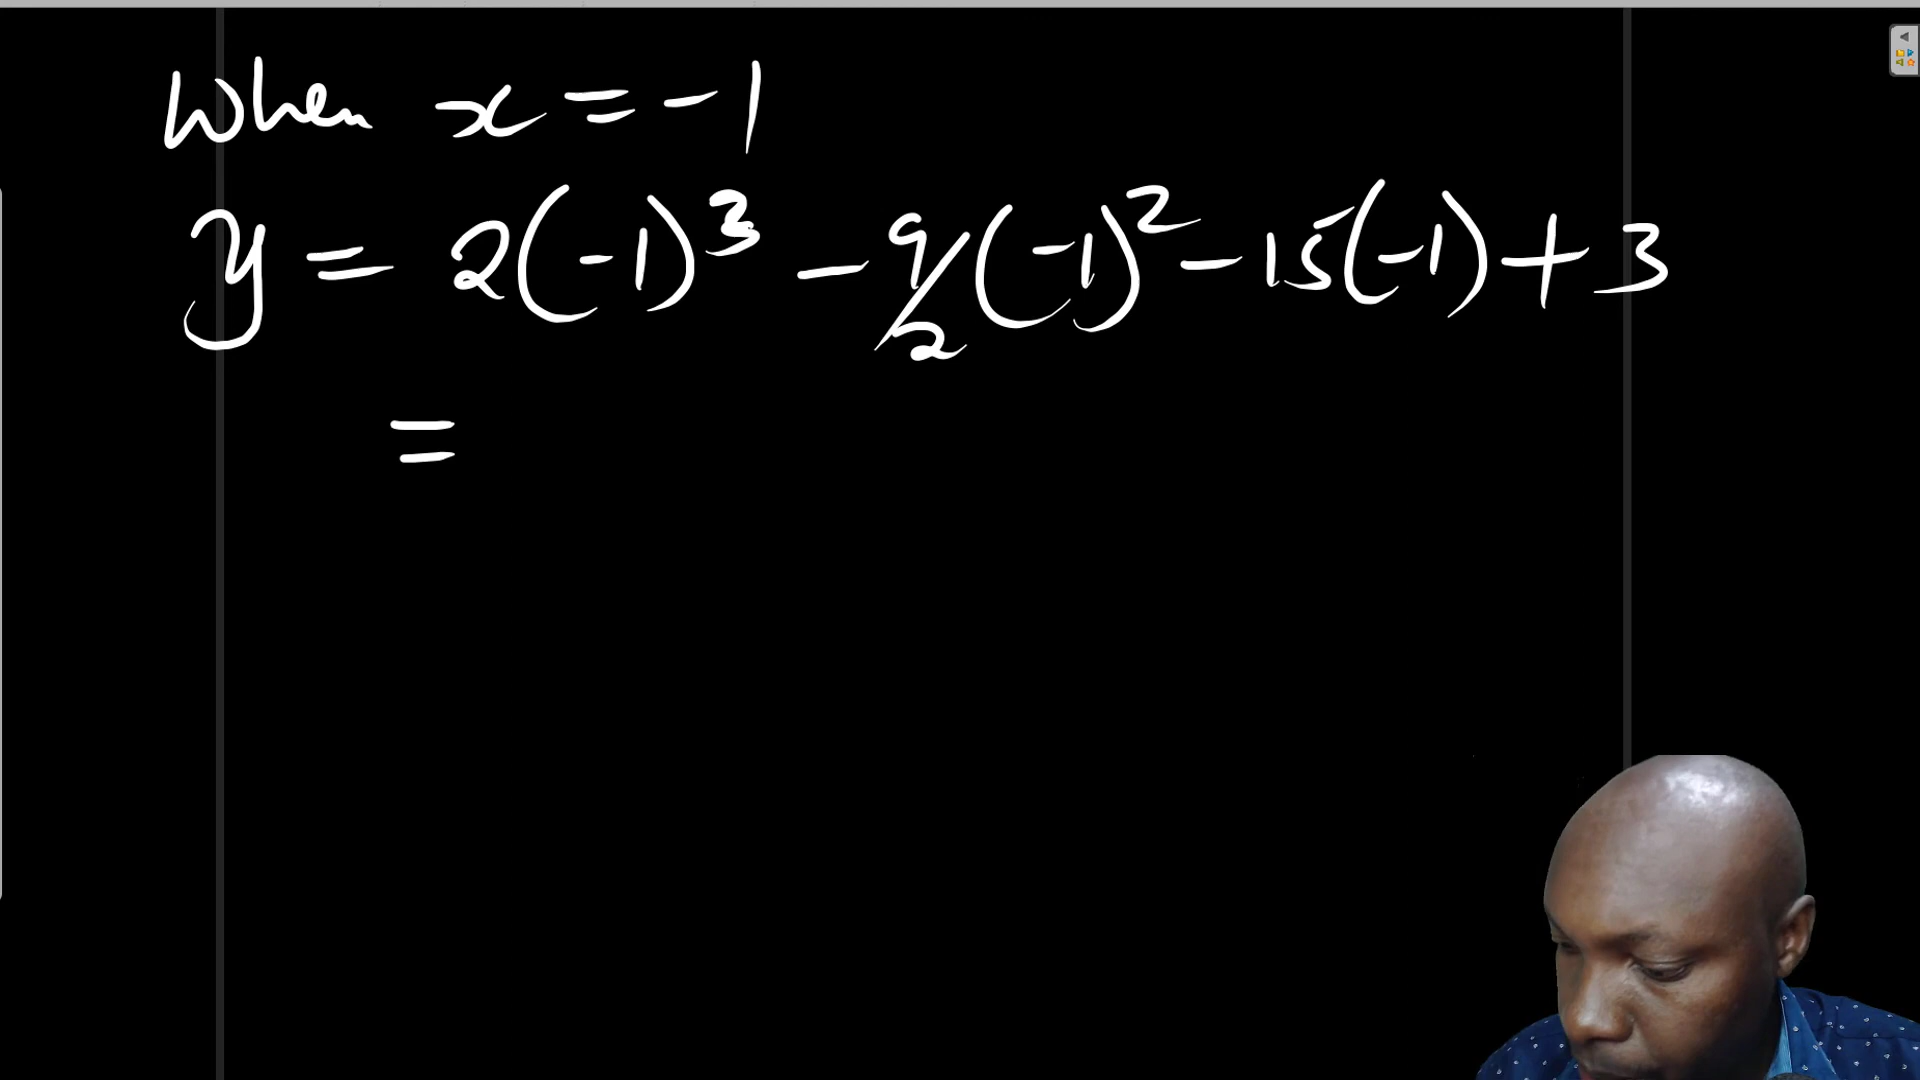 When x = -1
y = 2(-1)³ - 9/2(-1)² - 15(-1) + 3
=